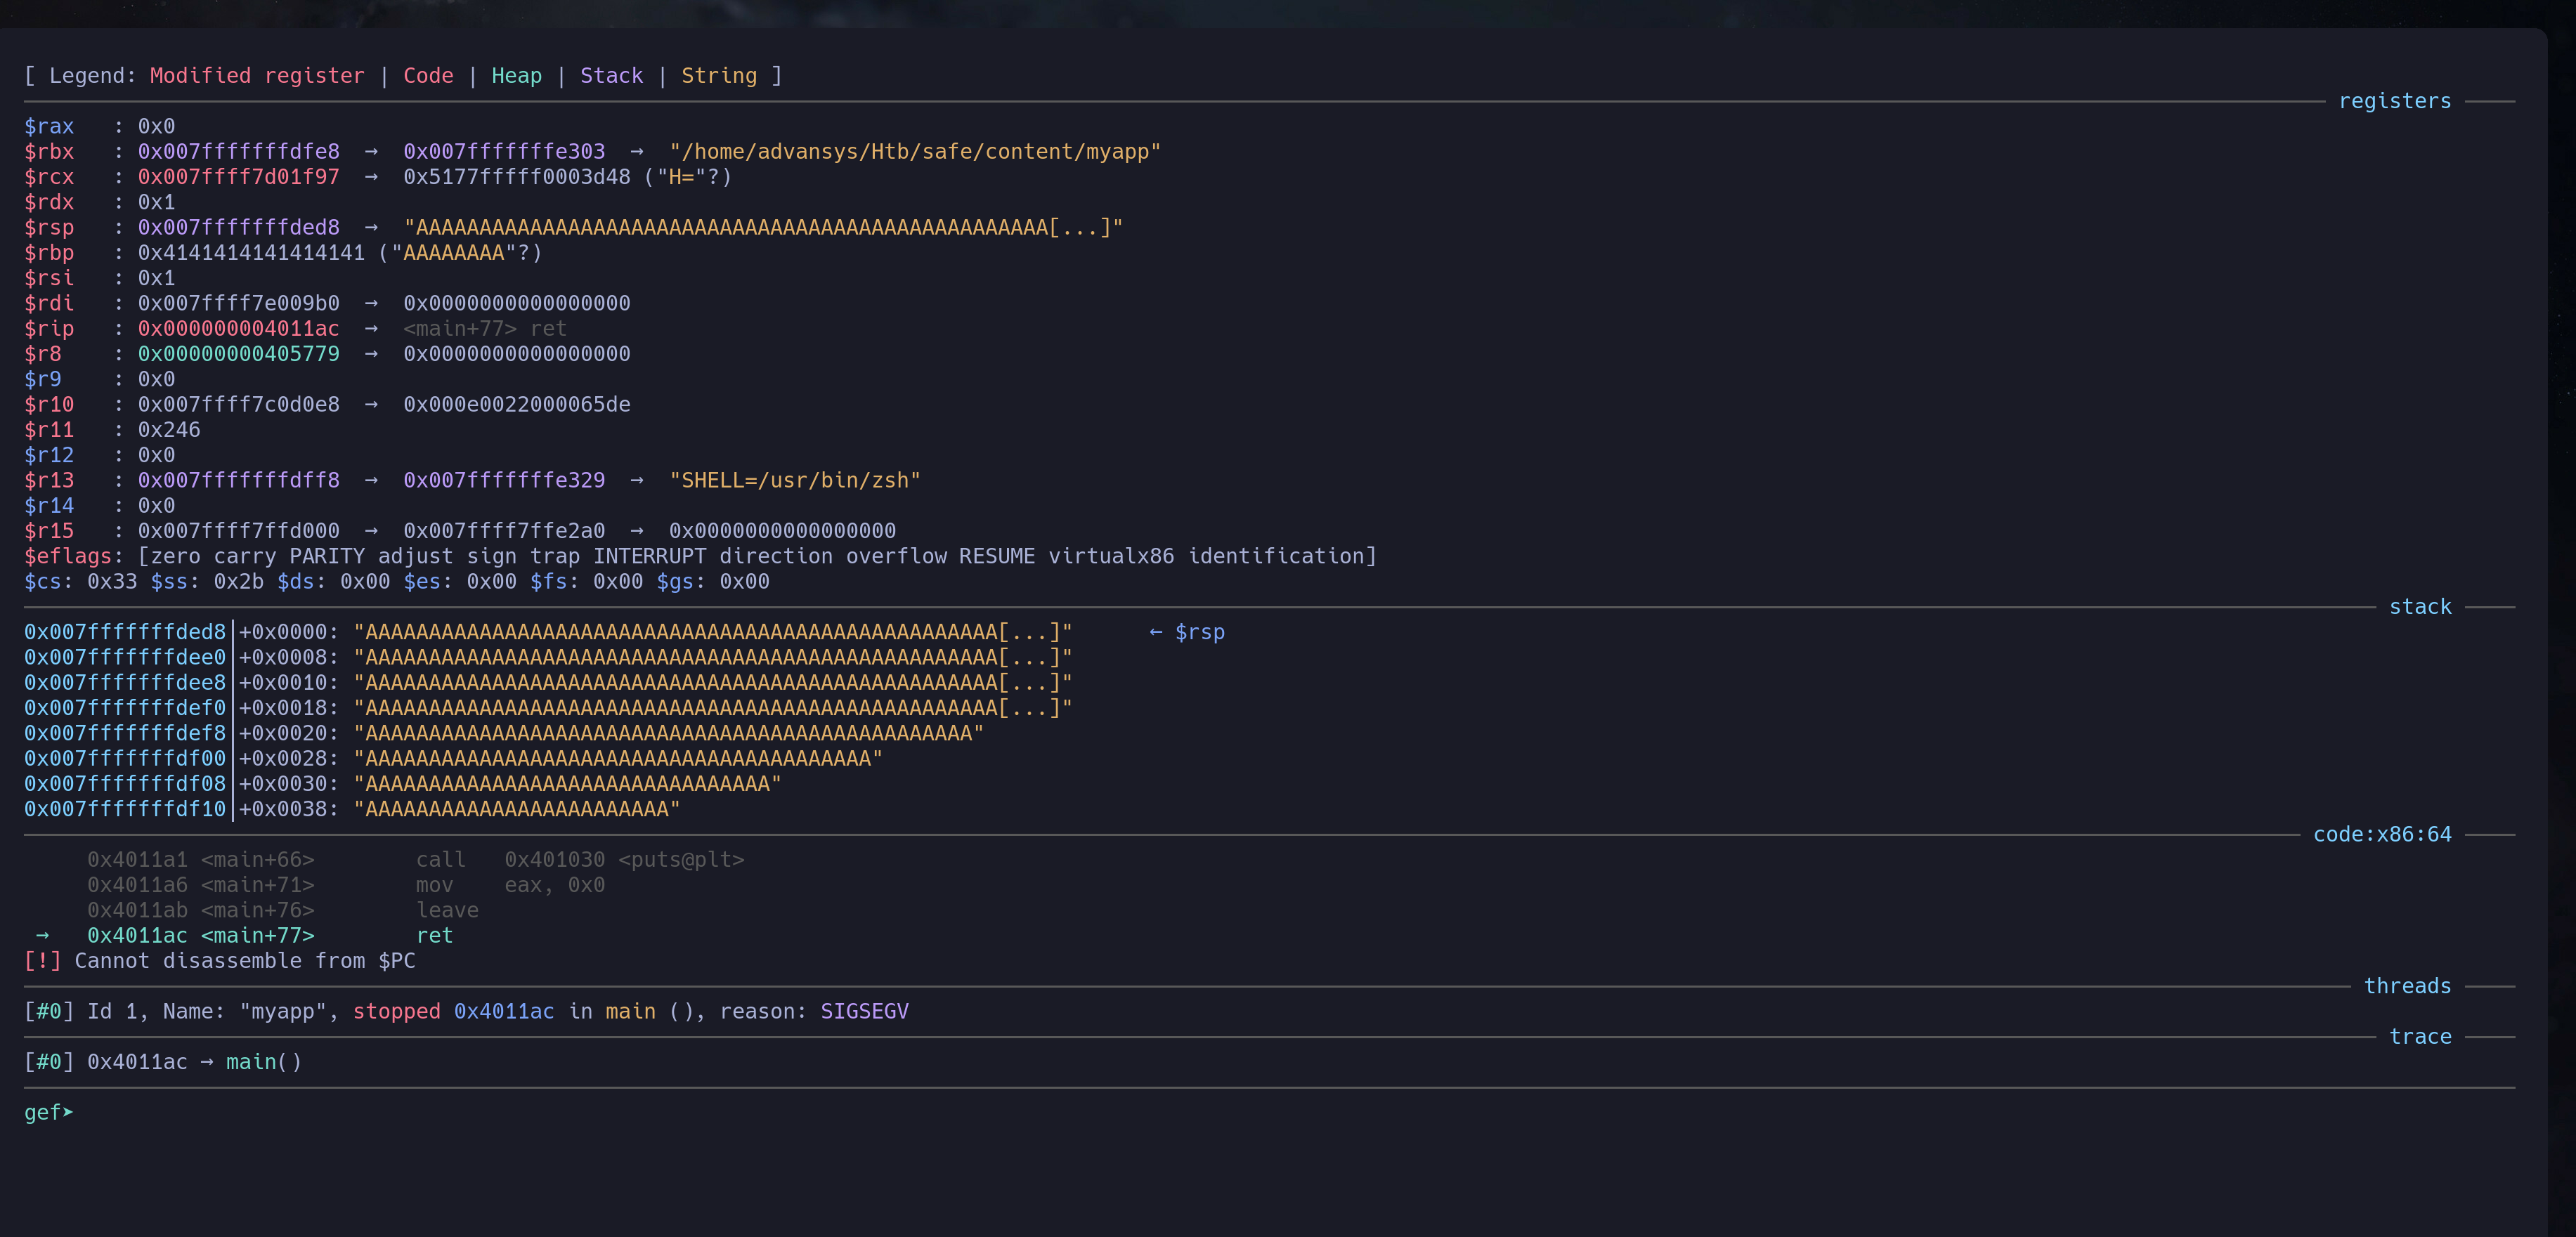 [ Legend: Modified register | Code | Heap | Stack | String ]
registers
$rax   : 0x0
$rbx   : 0x007fffffffdfe8  →  0x007fffffffe303  →  "/home/advansys/Htb/safe/content/myapp"
$rcx   : 0x007ffff7d01f97  →  0x5177fffff0003d48 ("H="?)
$rdx   : 0x1
$rsp   : 0x007fffffffded8  →  "AAAAAAAAAAAAAAAAAAAAAAAAAAAAAAAAAAAAAAAAAAAAAAAAAA[...]"
$rbp   : 0x4141414141414141 ("AAAAAAAA"?)
$rsi   : 0x1
$rdi   : 0x007ffff7e009b0  →  0x0000000000000000
$rip   : 0x000000004011ac  →  <main+77> ret
$r8    : 0x00000000405779  →  0x0000000000000000
$r9    : 0x0
$r10   : 0x007ffff7c0d0e8  →  0x000e0022000065de
$r11   : 0x246
$r12   : 0x0
$r13   : 0x007fffffffdff8  →  0x007fffffffe329  →  "SHELL=/usr/bin/zsh"
$r14   : 0x0
$r15   : 0x007ffff7ffd000  →  0x007ffff7ffe2a0  →  0x0000000000000000
$eflags: [zero carry PARITY adjust sign trap INTERRUPT direction overflow RESUME virtualx86 identification]
$cs: 0x33 $ss: 0x2b $ds: 0x00 $es: 0x00 $fs: 0x00 $gs: 0x00
stack
0x007fffffffded8│+0x0000: "AAAAAAAAAAAAAAAAAAAAAAAAAAAAAAAAAAAAAAAAAAAAAAAAAA[...]"      ← $rsp
0x007fffffffdee0│+0x0008: "AAAAAAAAAAAAAAAAAAAAAAAAAAAAAAAAAAAAAAAAAAAAAAAAAA[...]"
0x007fffffffdee8│+0x0010: "AAAAAAAAAAAAAAAAAAAAAAAAAAAAAAAAAAAAAAAAAAAAAAAAAA[...]"
0x007fffffffdef0│+0x0018: "AAAAAAAAAAAAAAAAAAAAAAAAAAAAAAAAAAAAAAAAAAAAAAAAAA[...]"
0x007fffffffdef8│+0x0020: "AAAAAAAAAAAAAAAAAAAAAAAAAAAAAAAAAAAAAAAAAAAAAAAA"
0x007fffffffdf00│+0x0028: "AAAAAAAAAAAAAAAAAAAAAAAAAAAAAAAAAAAAAAAA"
0x007fffffffdf08│+0x0030: "AAAAAAAAAAAAAAAAAAAAAAAAAAAAAAAA"
0x007fffffffdf10│+0x0038: "AAAAAAAAAAAAAAAAAAAAAAAA"
code:x86:64
0x4011a1 <main+66>        call   0x401030 <puts@plt>
0x4011a6 <main+71>        mov    eax, 0x0
0x4011ab <main+76>        leave
→   0x4011ac <main+77>        ret
[!] Cannot disassemble from $PC
threads
[#0] Id 1, Name: "myapp", stopped 0x4011ac in main (), reason: SIGSEGV
trace
[#0] 0x4011ac → main()
gef➤